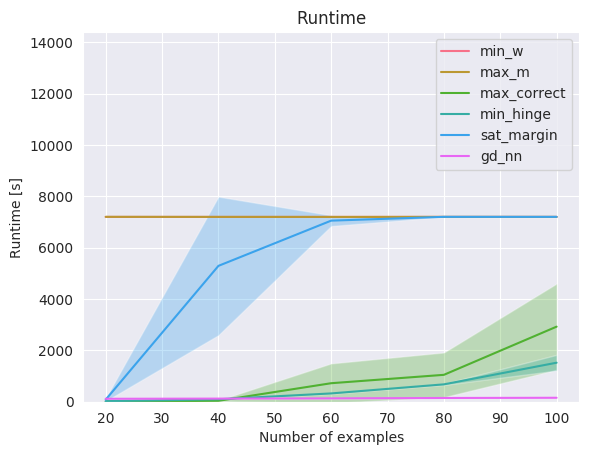 Runtime
14000
12000
10000
8000
6000
4000
2000
0
Runtime [s]
min_w
max_m
max_correct
min_hinge
sat_margin
gd_nn
20 30 40 50 60 70 80 90 100
Number of examples